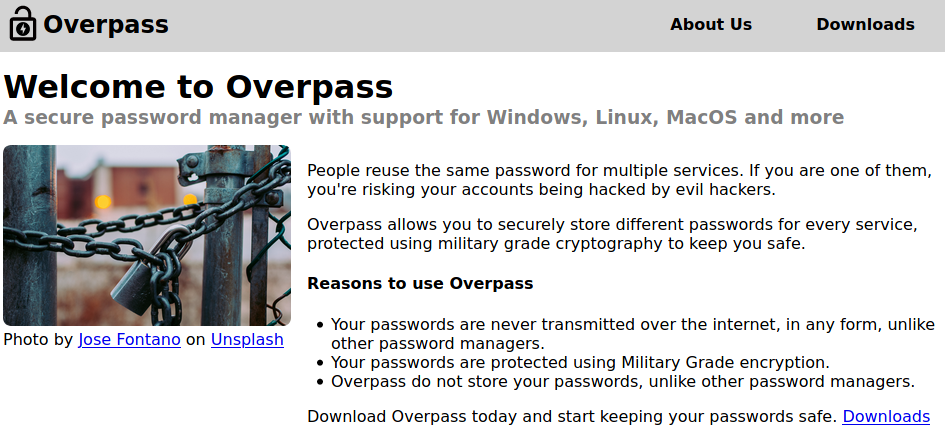 Overpass
About Us
Downloads
Welcome to Overpass
A secure password manager with support for Windows, Linux, MacOS and more
People reuse the same password for multiple services. If you are one of them,
you're risking your accounts being hacked by evil hackers.
Overpass allows you to securely store different passwords for every service,
protected using military grade cryptography to keep you safe.
Reasons to use Overpass
• Your passwords are never transmitted over the internet, in any form, unlike
other password managers.
• Your passwords are protected using Military Grade encryption.
• Overpass do not store your passwords, unlike other password managers.
Download Overpass today and start keeping your passwords safe. Downloads
Photo by Jose Fontano on Unsplash